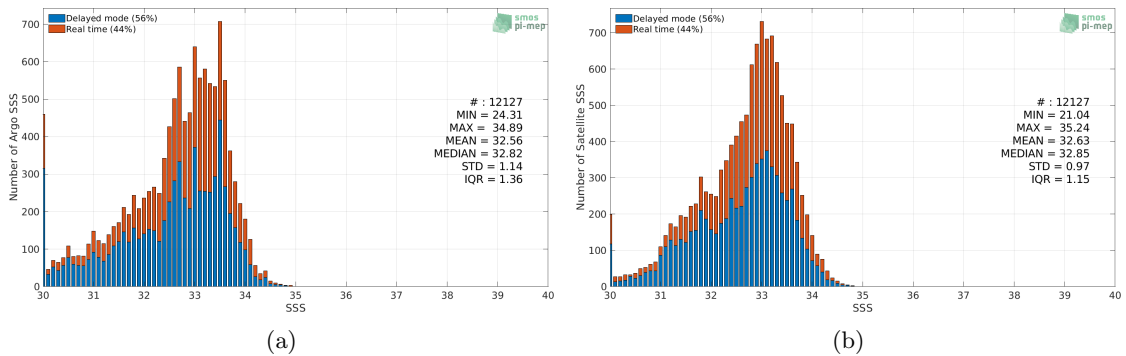 Delayed mode (56%)
Real time (44%)
smos
pi-mep
700
600
500
400
300
200
100
0
Number of Argo SSS
# : 12127
MIN = 24.31
MAX = 34.89
MEAN = 32.56
MEDIAN = 32.82
STD = 1.14
IQR = 1.36
30 31 32 33 34 35 36 37 38 39 40
SSS
(a)
Delayed mode (56%)
Real time (44%)
smos
pi-mep
700
600
500
400
300
200
100
0
Number of Satellite SSS
# : 12127
MIN = 21.04
MAX = 35.24
MEAN = 32.63
MEDIAN = 32.85
STD = 0.97
IQR = 1.15
30 31 32 33 34 35 36 37 38 39 40
SSS
(b)